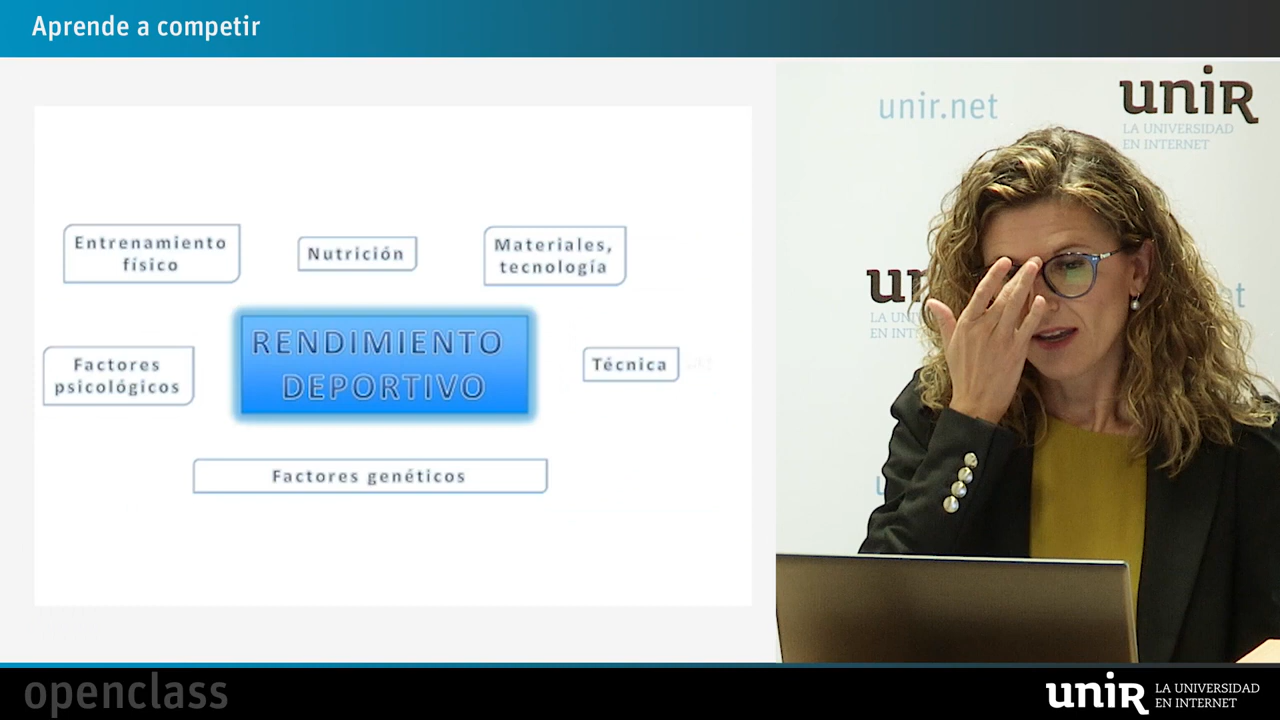 Aprende a competir
Entrenamiento
físico
Nutrición
Materiales,
tecnología
RENDIMIENTO
DEPORTIVO
Factores
psicológicos
Técnica
Factores genéticos
unir.net
unir
LA UNIVERSIDAD
EN INTERNET
openclass
unir
LA UNIVERSIDAD
EN INTERNET